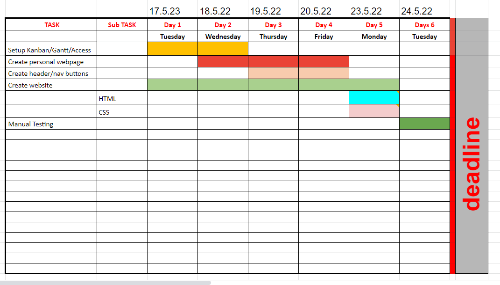 17.5.23 18.5.22 19.5.22 20.5.22 23.5.22 24.5.22
TASK Sub TASK Day 1 Day 2 Day 3 Day 4 Day 5 Days 6
Tuesday Wednesday Thursday Friday Monday Tuesday
Setup Kanban/Gantt/Access
Create personal webpage
Create header/nav buttons
Create website
HTML
CSS
Manual Testing
deadline